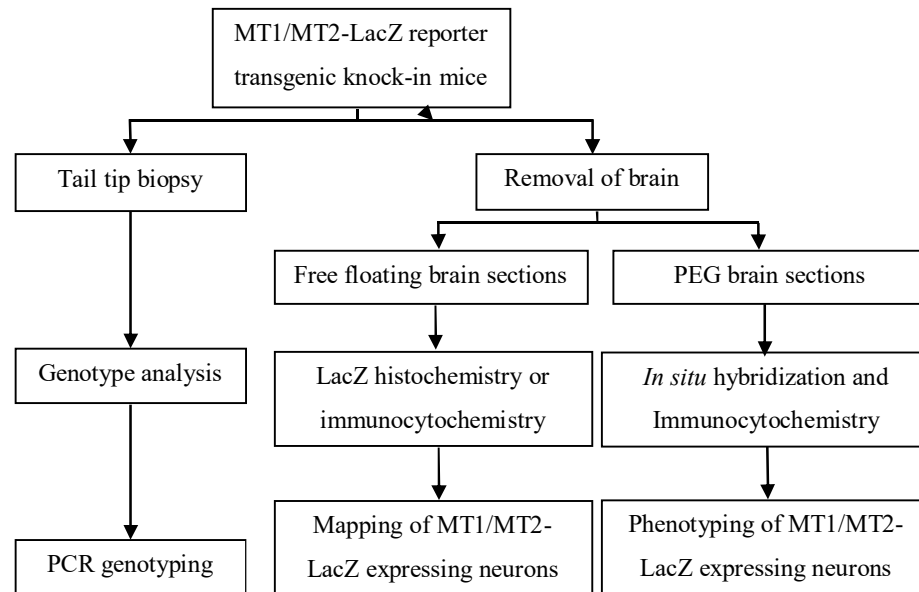 MT1/MT2-LacZ reporter
transgenic knock-in mice
Tail tip biopsy
Removal of brain
Free floating brain sections
PEG brain sections
Genotype analysis
LacZ histochemistry or
immunocytochemistry
In situ hybridization and
Immunocytochemistry
PCR genotyping
Mapping of MT1/MT2-
LacZ expressing neurons
Phenotyping of MT1/MT2-
LacZ expressing neurons